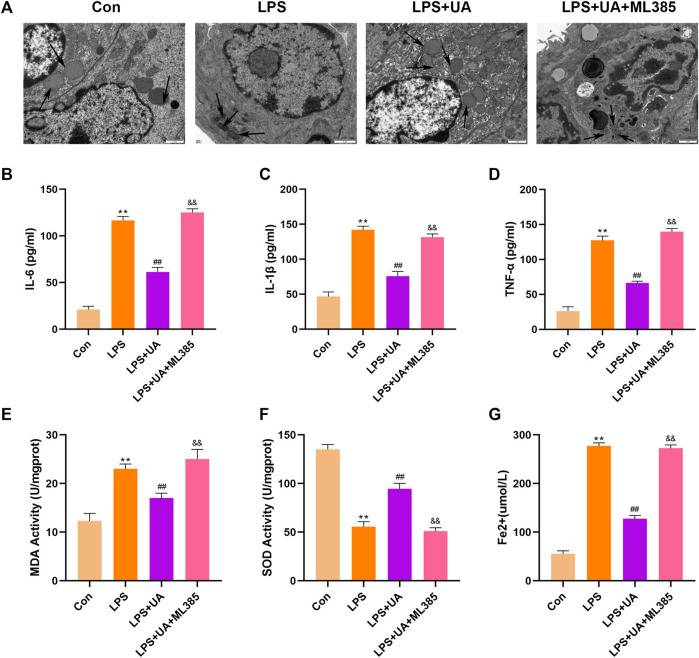 A
Con
LPS
LPS+UA
LPS+UA+ML385
B
IL-6 (pg/ml)
150
100
50
0
**
##
&&
Con
LPS
LPS+UA
LPS+UA+ML385
C
IL-1β (pg/ml)
200
150
100
50
0
**
##
&&
Con
LPS
LPS+UA
LPS+UA+ML385
D
TNF-α (pg/ml)
200
150
100
50
0
**
##
&&
Con
LPS
LPS+UA
LPS+UA+ML385
E
MDA Activity (U/mgprot)
30
20
10
0
**
##
&&
Con
LPS
LPS+UA
LPS+UA+ML385
F
SOD Activity (U/mgprot)
150
100
50
0
**
##
&&
Con
LPS
LPS+UA
LPS+UA+ML385
G
Fe2+(umol/L)
300
200
100
0
**
##
&&
Con
LPS
LPS+UA
LPS+UA+ML385